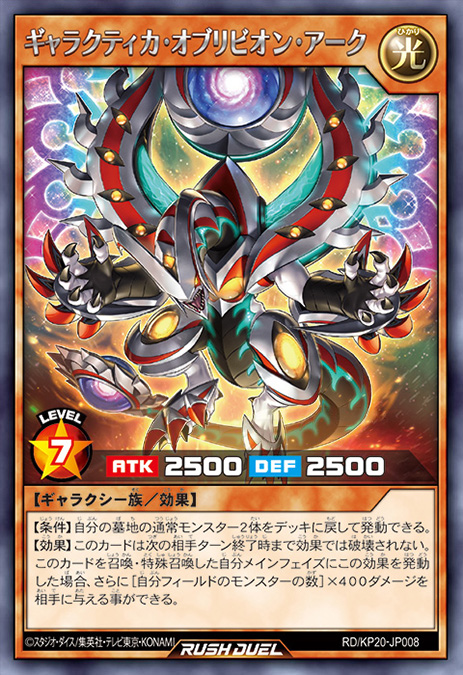 ギャラクティカ・オブリビオン・アーク
ひかり
光
LEVEL
7
ATK 2500 DEF 2500
【ギャラクシー族／効果】
【条件】自分の墓地の通常モンスター2体をデッキに戻して発動できる。
【効果】このカードは次の相手ターン終了時まで効果では破壊されない。
このカードを召喚・特殊召喚した自分メインフェイズにこの効果を発動
した場合、さらに［自分フィールドのモンスターの数］×400ダメージを
相手に与える事ができる。
©スタジオ・ダイス/集英社・テレビ東京・KONAMI
RUSH DUEL
RD/KP20-JP008